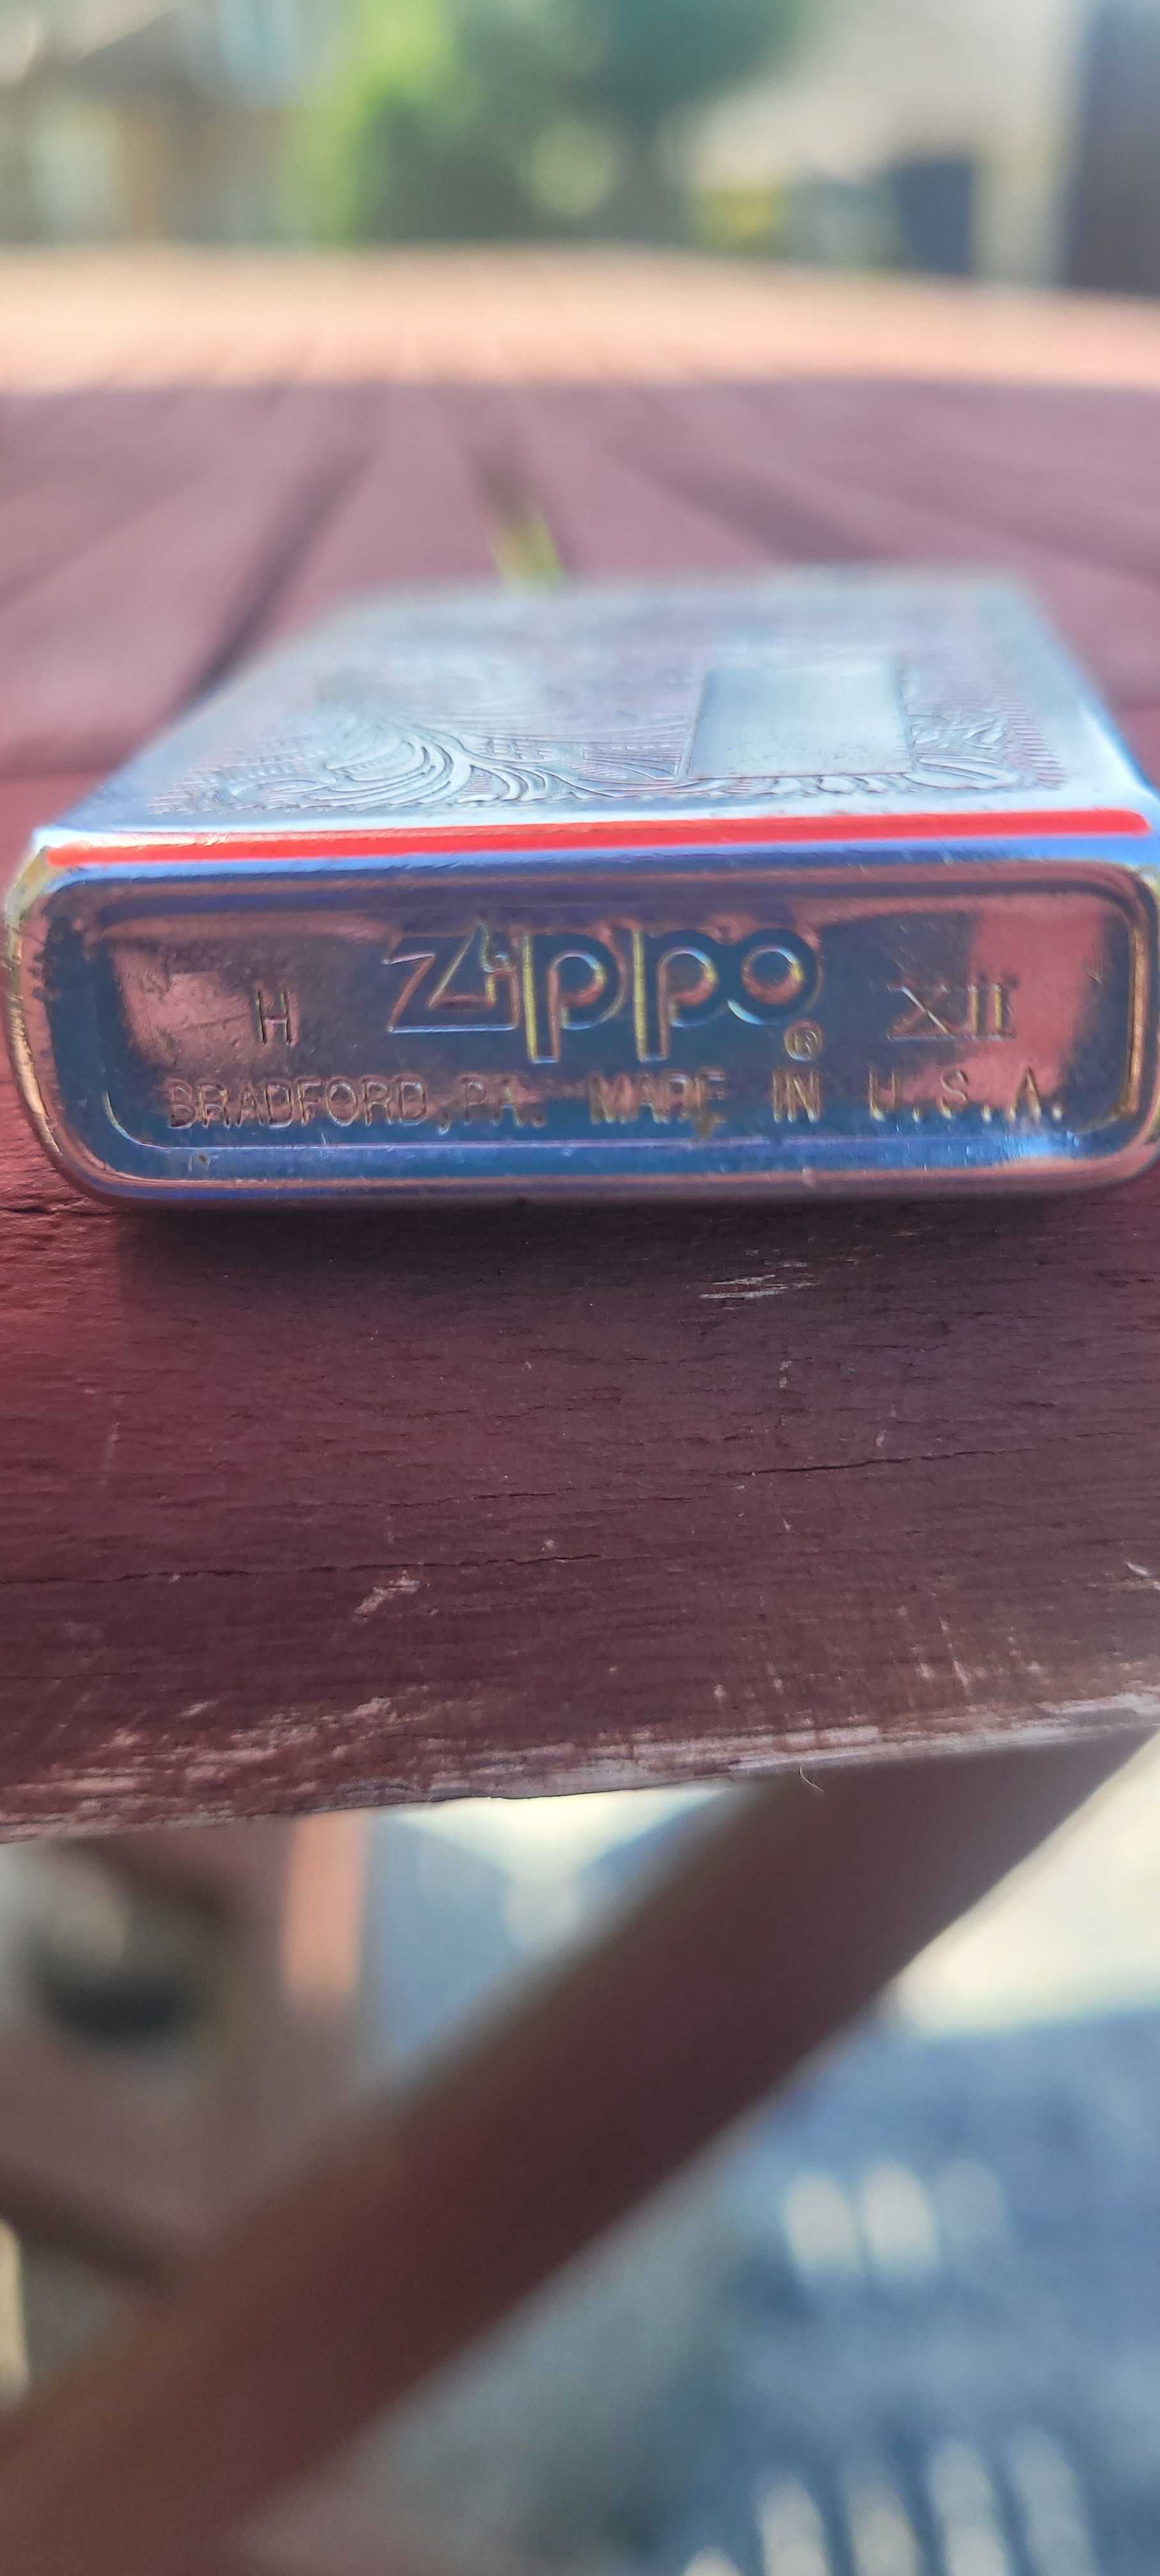 H Zippo® XII
BRADFORD, PA. MADE IN U.S.A.